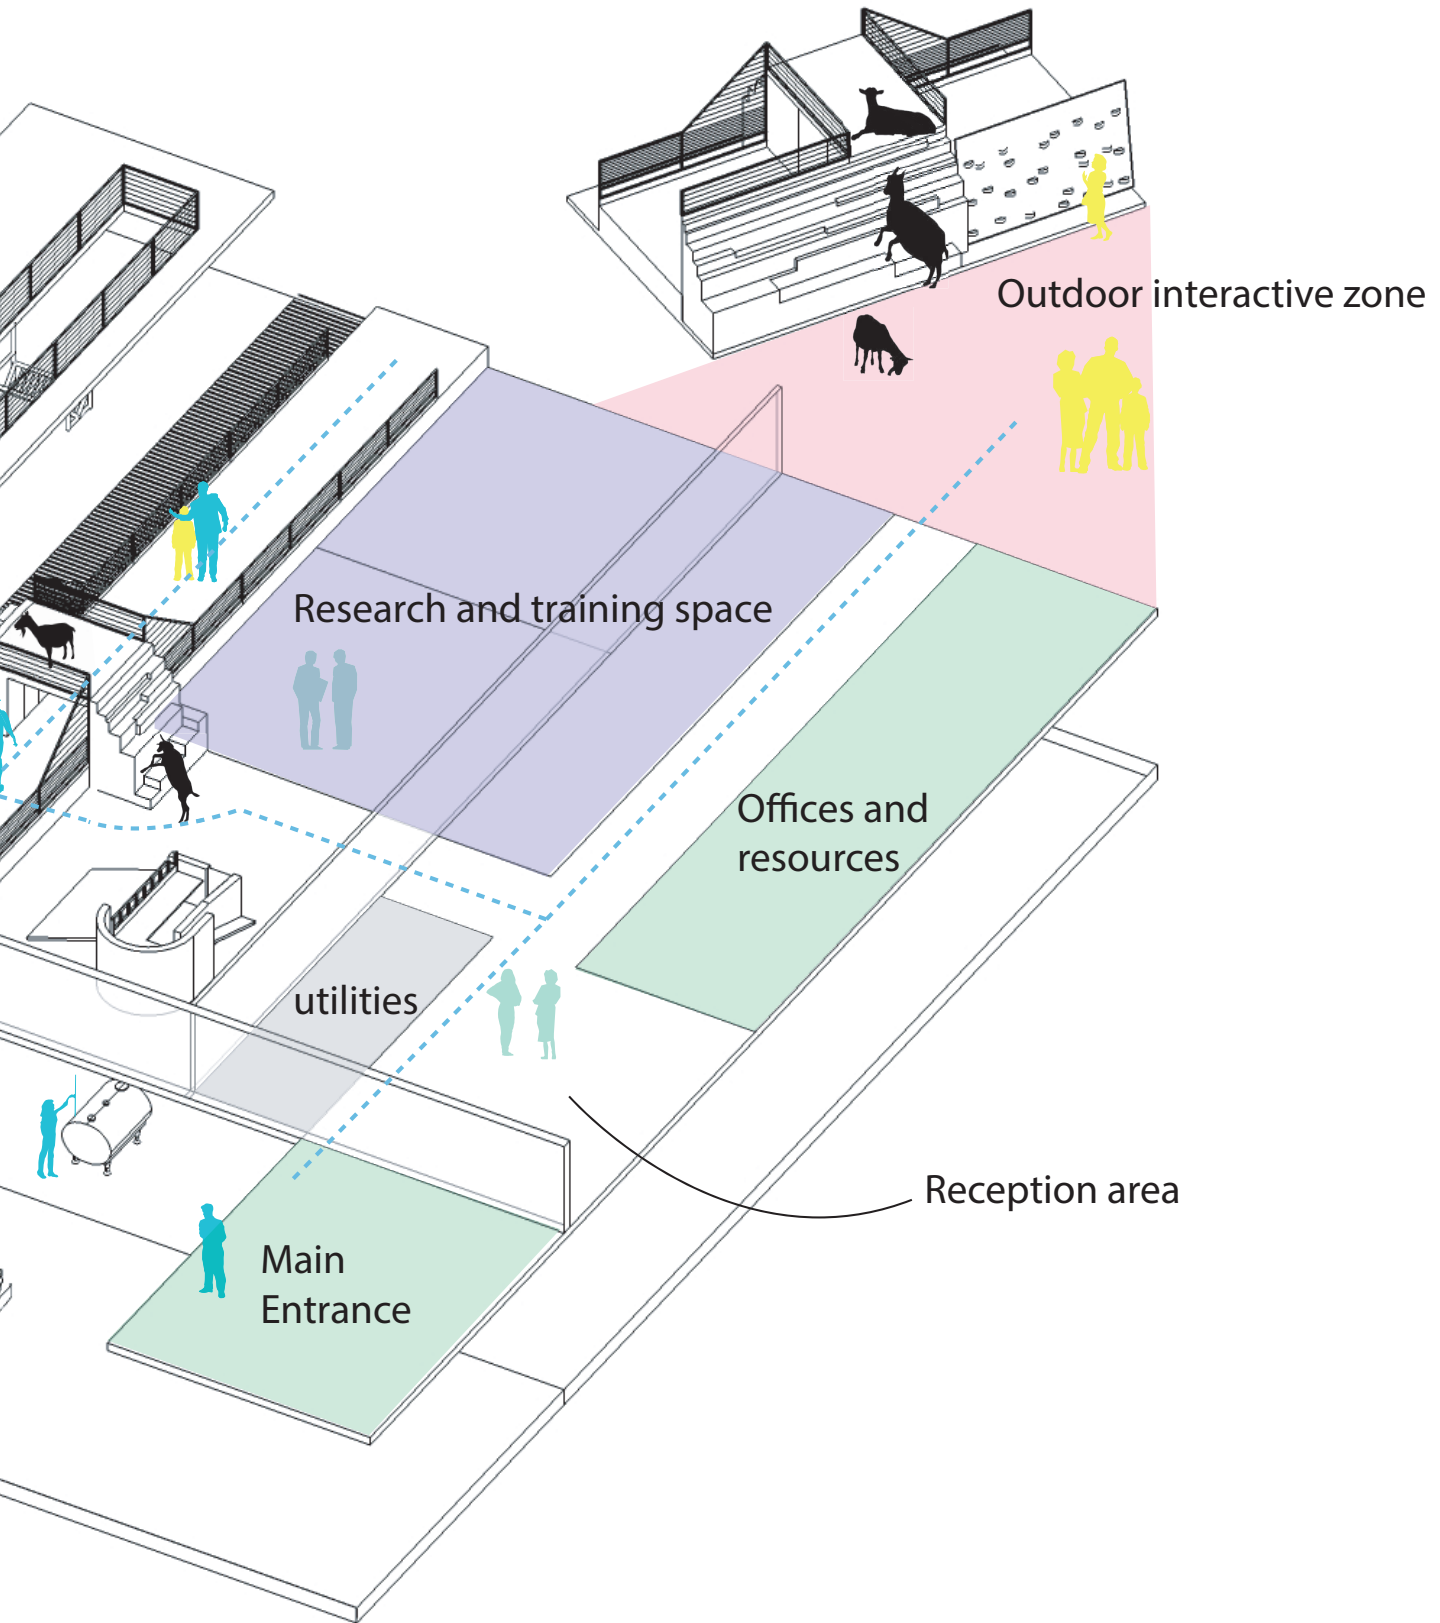 Outdoor interactive zone
Research and training space
Offices and
resources
utilities
Reception area
Main
Entrance